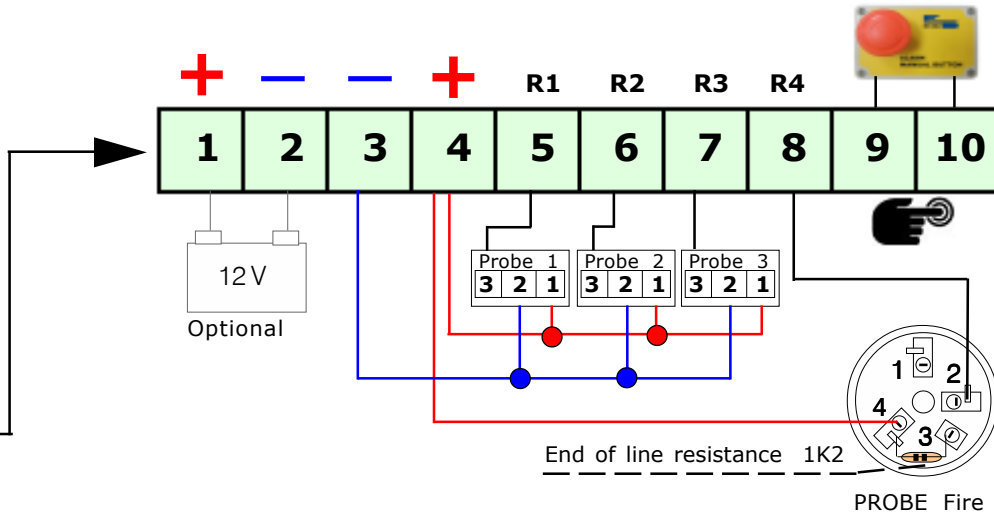 + − − + R1 R2 R3 R4
1 2 3 4 5 6 7 8 9 10
Probe 1 Probe 2 Probe 3
3 2 1 3 2 1 3 2 1
12V
Optional
1 2
4 3
End of line resistance 1K2
PROBE Fire
MANUAL BUTTON